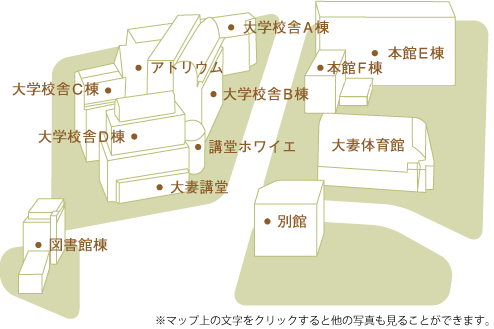 大学校舎A棟
本館E棟
アトリウム
本館F棟
大学校舎C棟
大学校舎B棟
大学校舎D棟
講堂ホワイエ
大妻体育館
大妻講堂
別館
図書館棟
※マップ上の文字をクリックすると他の写真も見ることができます。